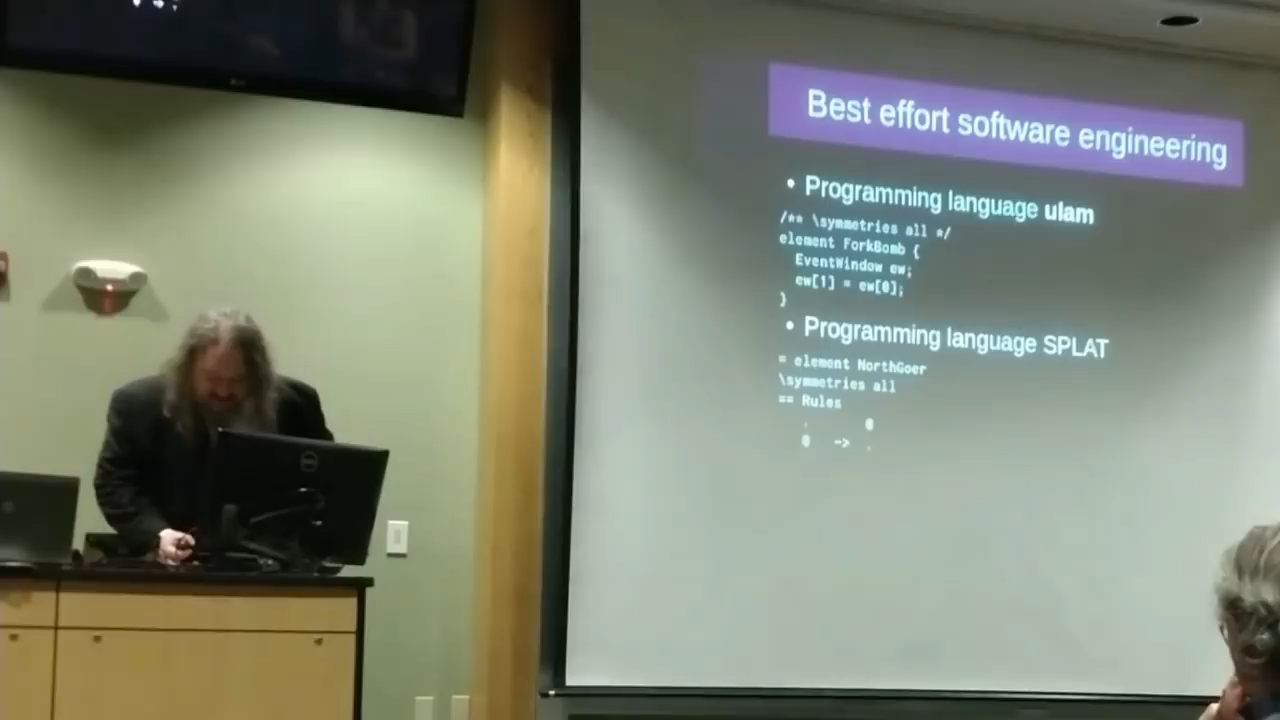 Best effort software engineering
• Programming language ulam
/** \symmetries all */
element ForkBomb {
EventWindow ew;
ew[1] = ew[0];
}
• Programming language SPLAT
= element NorthGoer
\symmetries all
== Rules
. @
@ -> .